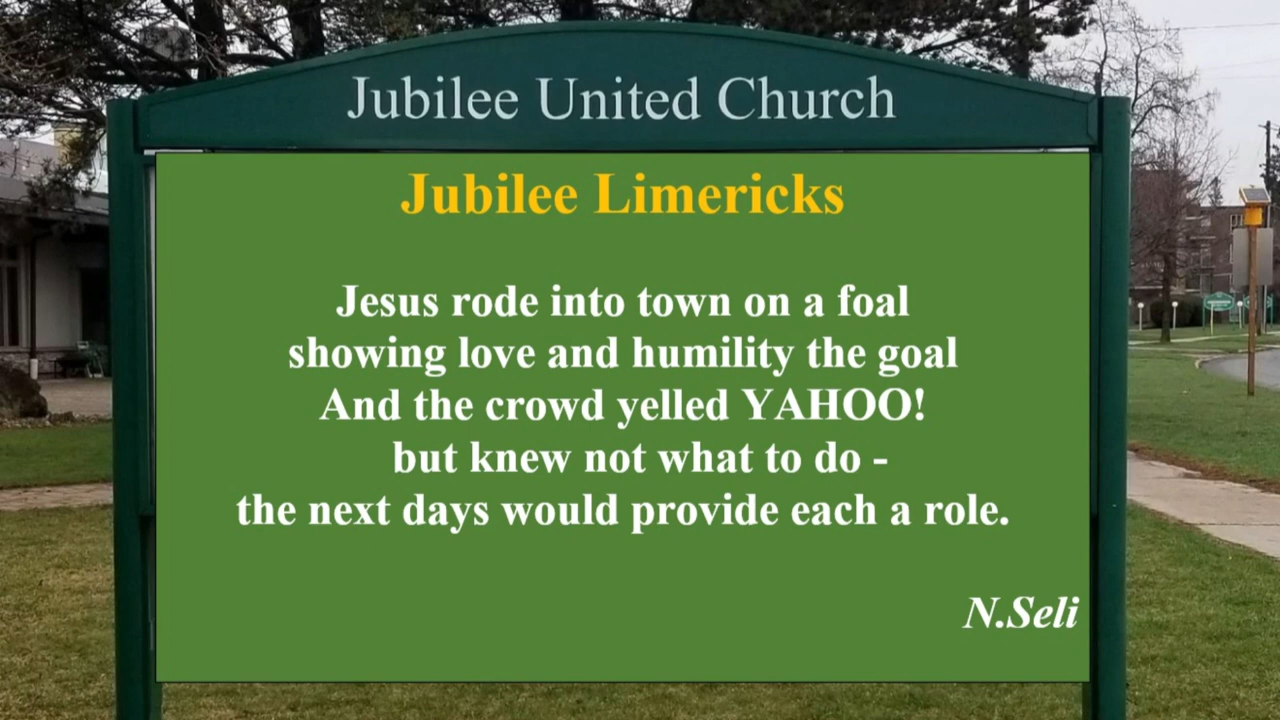 Jubilee United Church
Jubilee Limericks
Jesus rode into town on a foal
showing love and humility the goal
And the crowd yelled YAHOO!
but knew not what to do -
the next days would provide each a role.
N.Seli